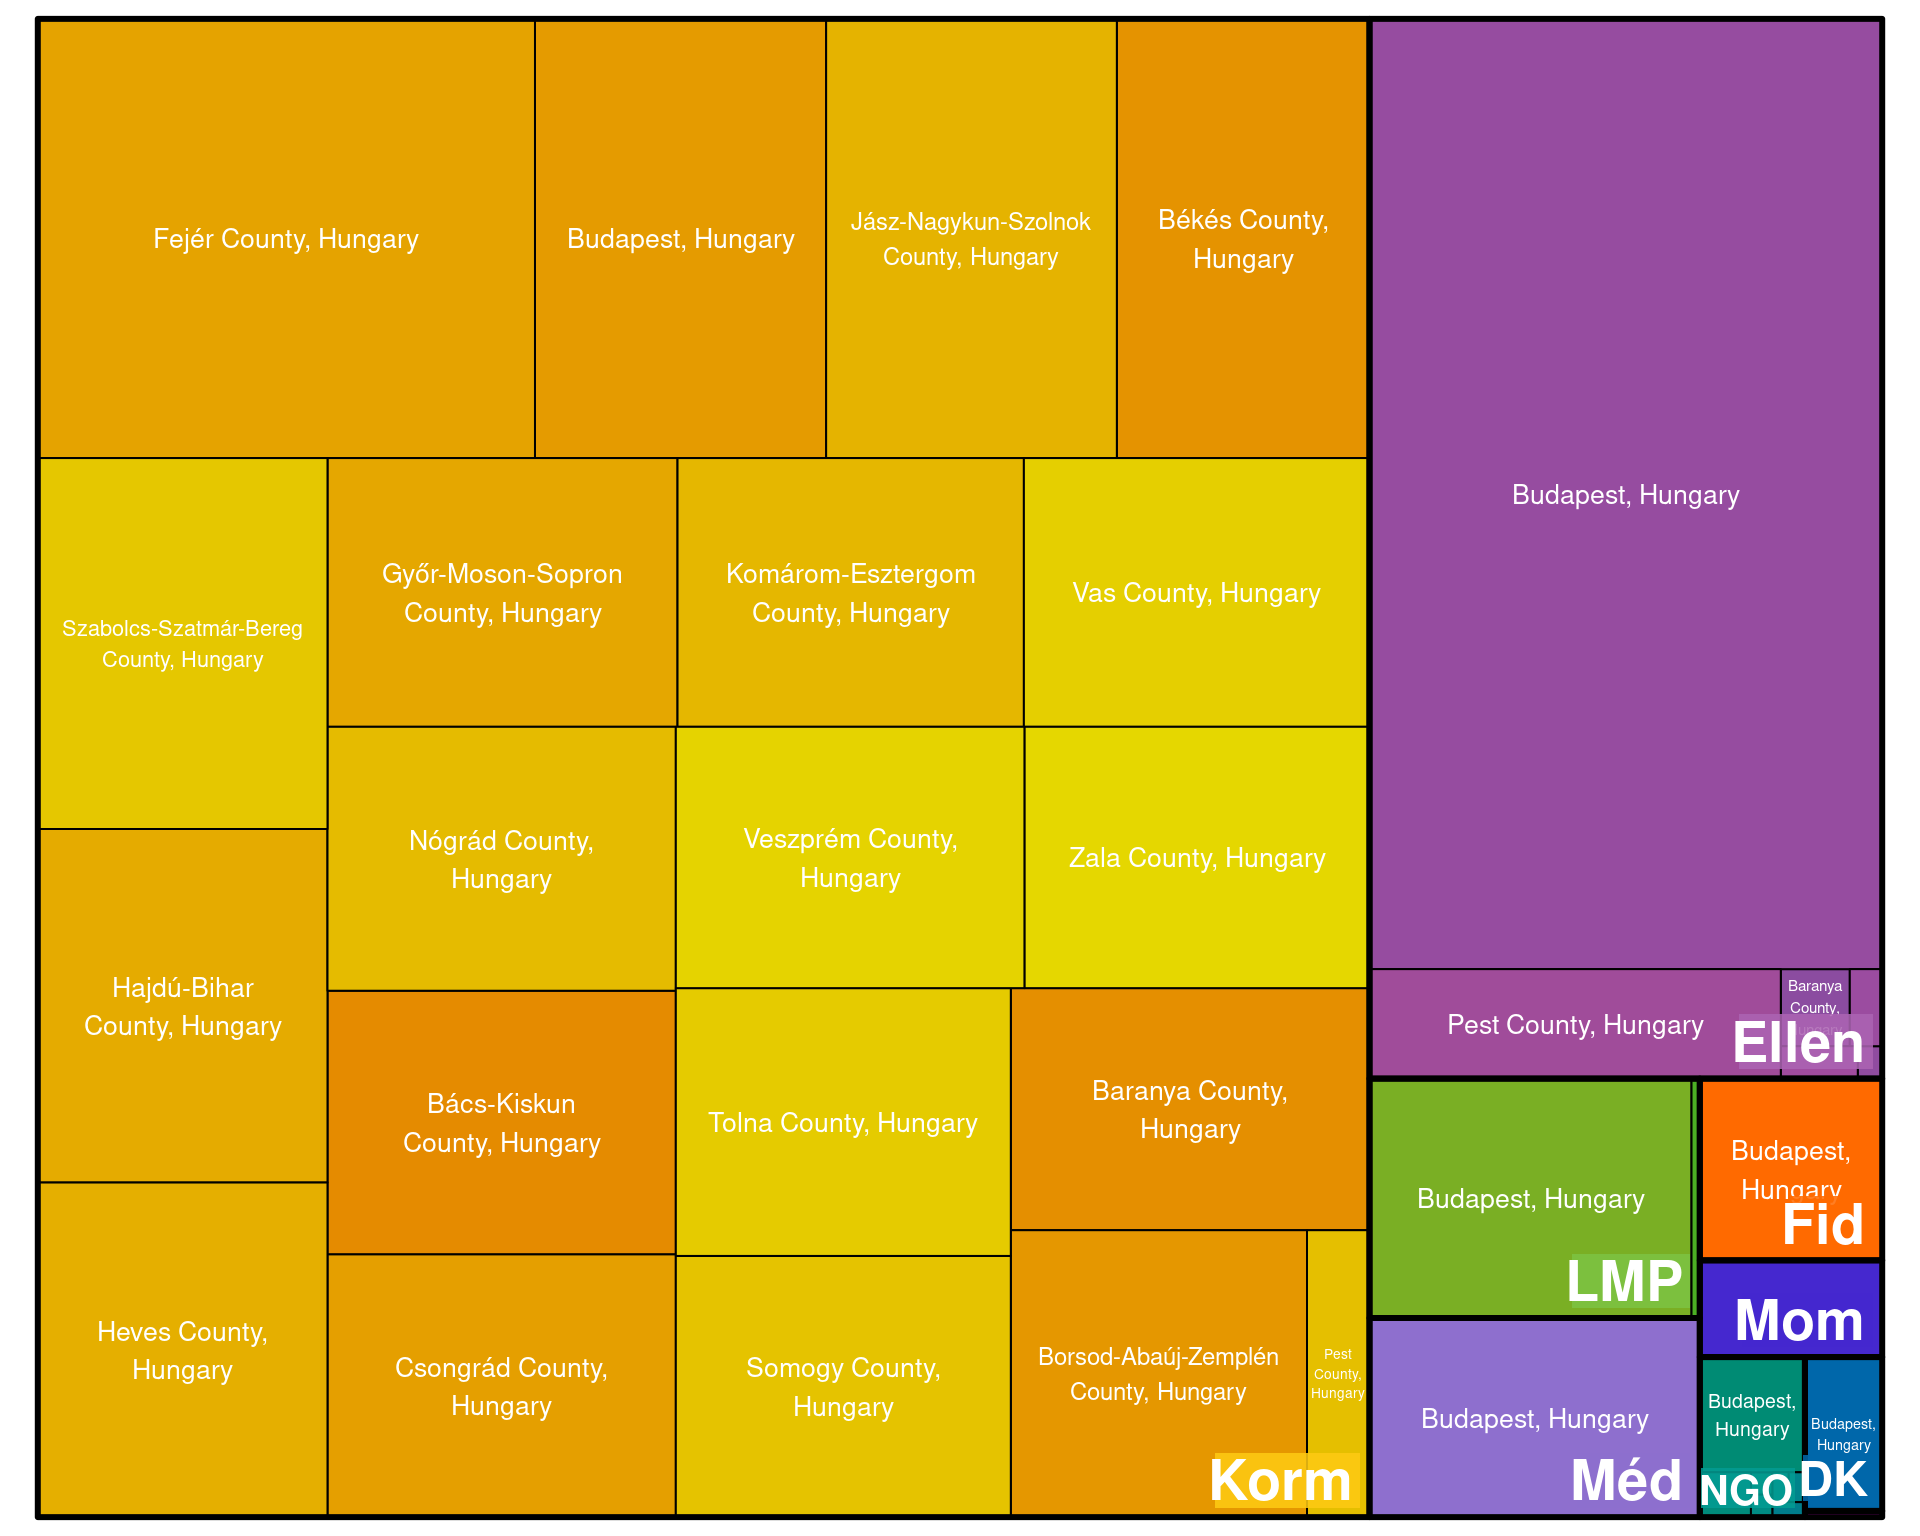 Fejér County, Hungary
Budapest, Hungary
Jász-Nagykun-Szolnok
County, Hungary
Békés County,
Hungary
Szabolcs-Szatmár-Bereg
County, Hungary
Győr-Moson-Sopron
County, Hungary
Komárom-Esztergom
County, Hungary
Vas County, Hungary
Nógrád County,
Hungary
Veszprém County,
Hungary
Zala County, Hungary
Hajdú-Bihar
County, Hungary
Bács-Kiskun
County, Hungary
Tolna County, Hungary
Baranya County,
Hungary
Heves County,
Hungary
Csongrád County,
Hungary
Somogy County,
Hungary
Borsod-Abaúj-Zemplén
County, Hungary
Pest
County,
Hungary
Korm
Budapest, Hungary
Pest County, Hungary
Baranya
County,
Ellen
Budapest, Hungary
LMP
Budapest,
Hungary
Fid
Mom
Budapest, Hungary
Méd
Budapest,
Hungary
NGO
Budapest,
Hungary
DK